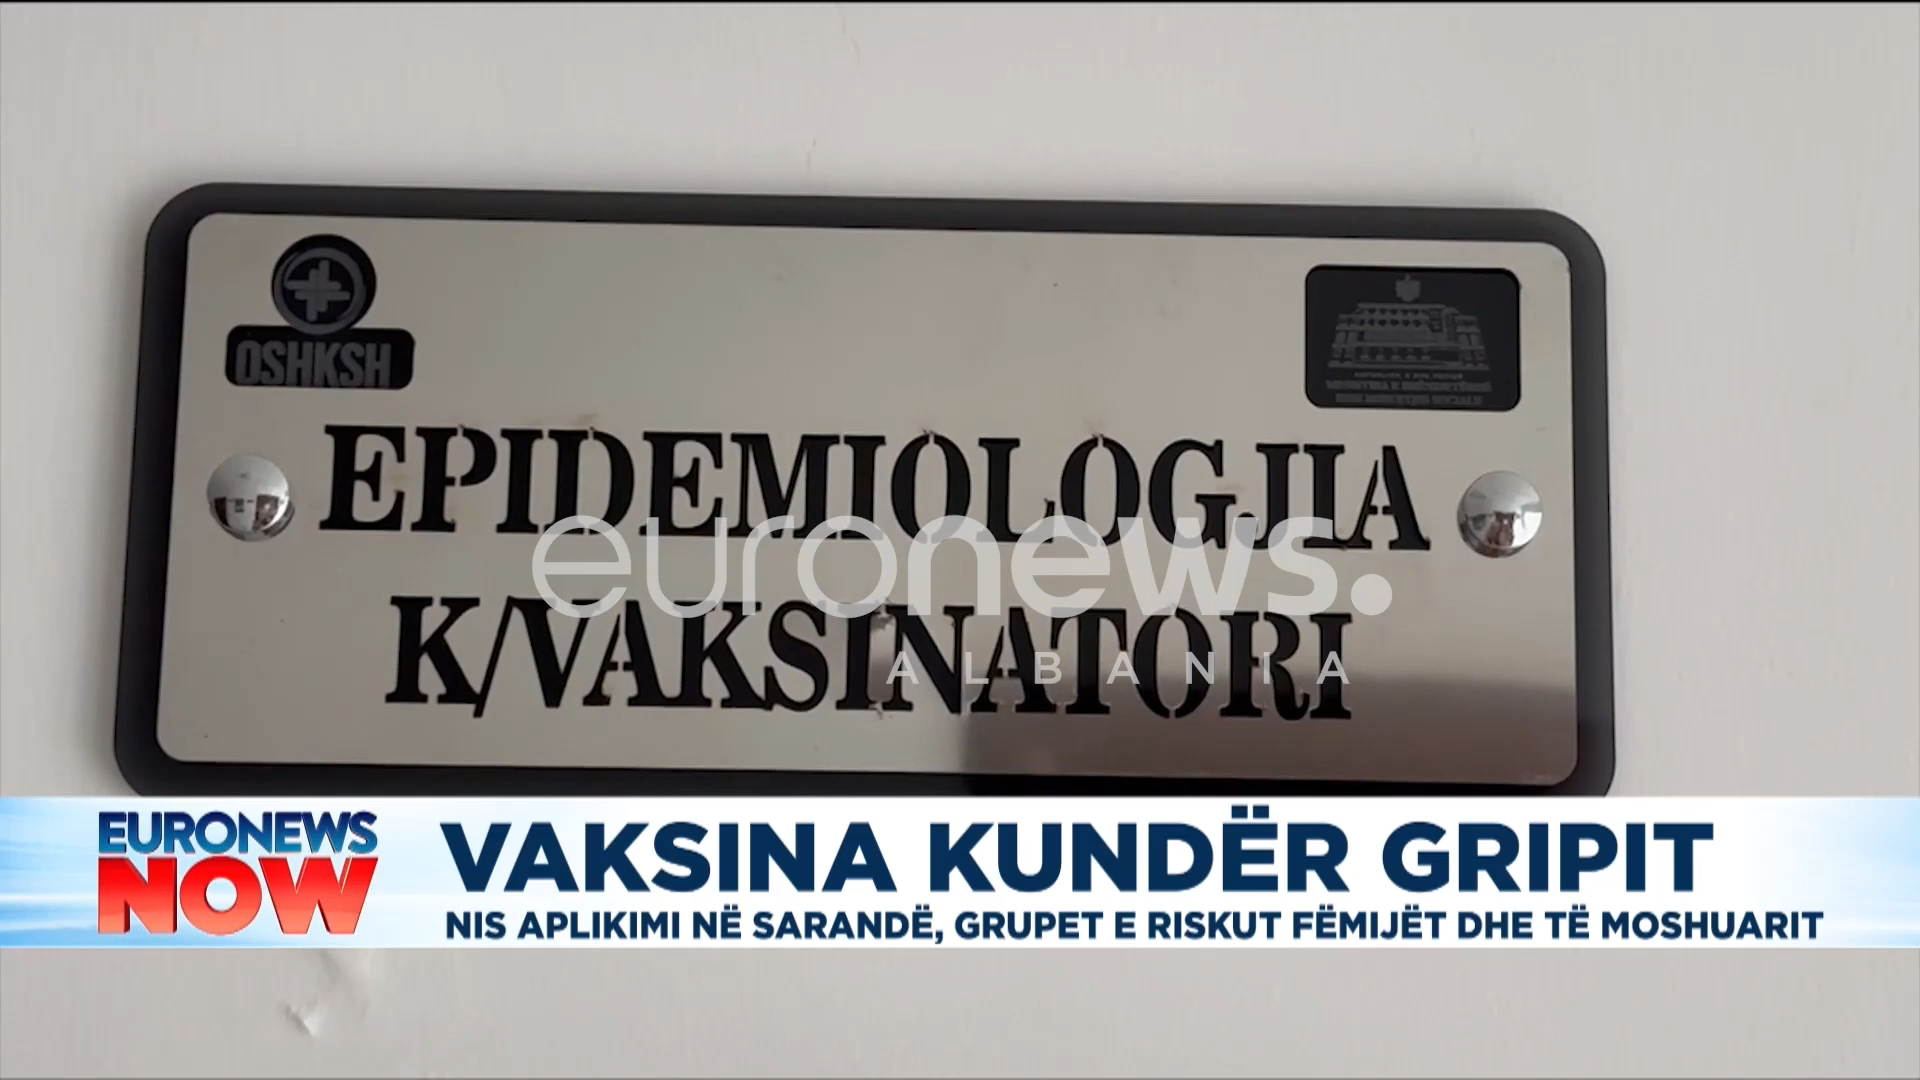 OSHKSH
EPIDEMIOLOGJIA
K/VAKSINATORI
euronews.
ALBANIA
EURONEWS
NOW
VAKSINA KUNDËR GRIPIT
NIS APLIKIMI NË SARANDË, GRUPET E RISKUT FËMIJËT DHE TË MOSHUARIT